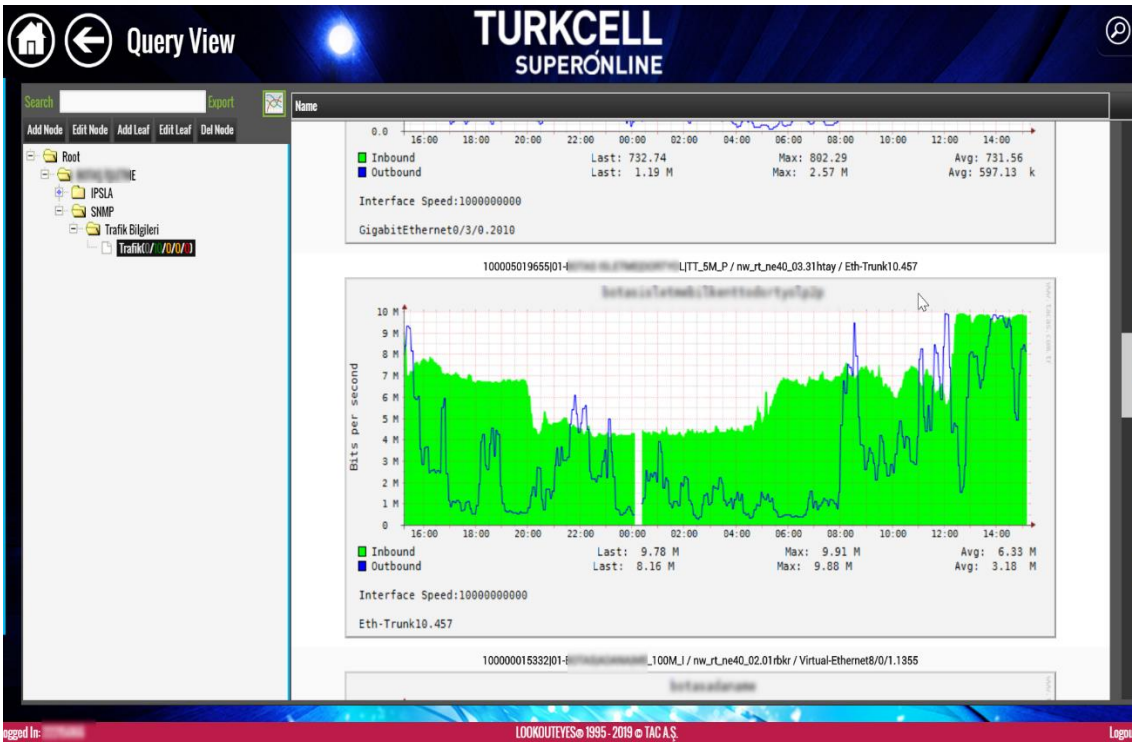 Query View
TURKCELL
SUPERÓNLINE
Search
Export
Add Node Edit Node Add Leaf Edit Leaf Del Node
Root
E
IPSLA
SNMP
Trafik Bilgileri
Trafik(0/0/0/0/0)
Name
0.0
16:00 18:00 20:00 22:00 00:00 02:00 04:00 06:00 08:00 10:00 12:00 14:00
Inbound Last: 732.74 Max: 802.29 Avg: 731.56
Outbound Last: 1.19 M Max: 2.57 M Avg: 597.13 k
Interface Speed:1000000000
GigabitEthernet0/3/0.2010
100005019655|01- L|TT_5M_P / nw_rt_ne40_03.31htay / Eth-Trunk10.457
Bits per second
10 M
9 M
8 M
7 M
6 M
5 M
4 M
3 M
2 M
1 M
0
16:00 18:00 20:00 22:00 00:00 02:00 04:00 06:00 08:00 10:00 12:00 14:00
Inbound Last: 9.78 M Max: 9.91 M Avg: 6.33 M
Outbound Last: 8.16 M Max: 9.88 M Avg: 3.18 M
Interface Speed:10000000000
Eth-Trunk10.457
100000015332|01- _100M_I / nw_rt_ne40_02.01rbkr / Virtual-Ethernet8/0/1.1355
ogged In:
LOOKOUTEYES© 1995 - 2019 © TAC A.Ş.
Logou